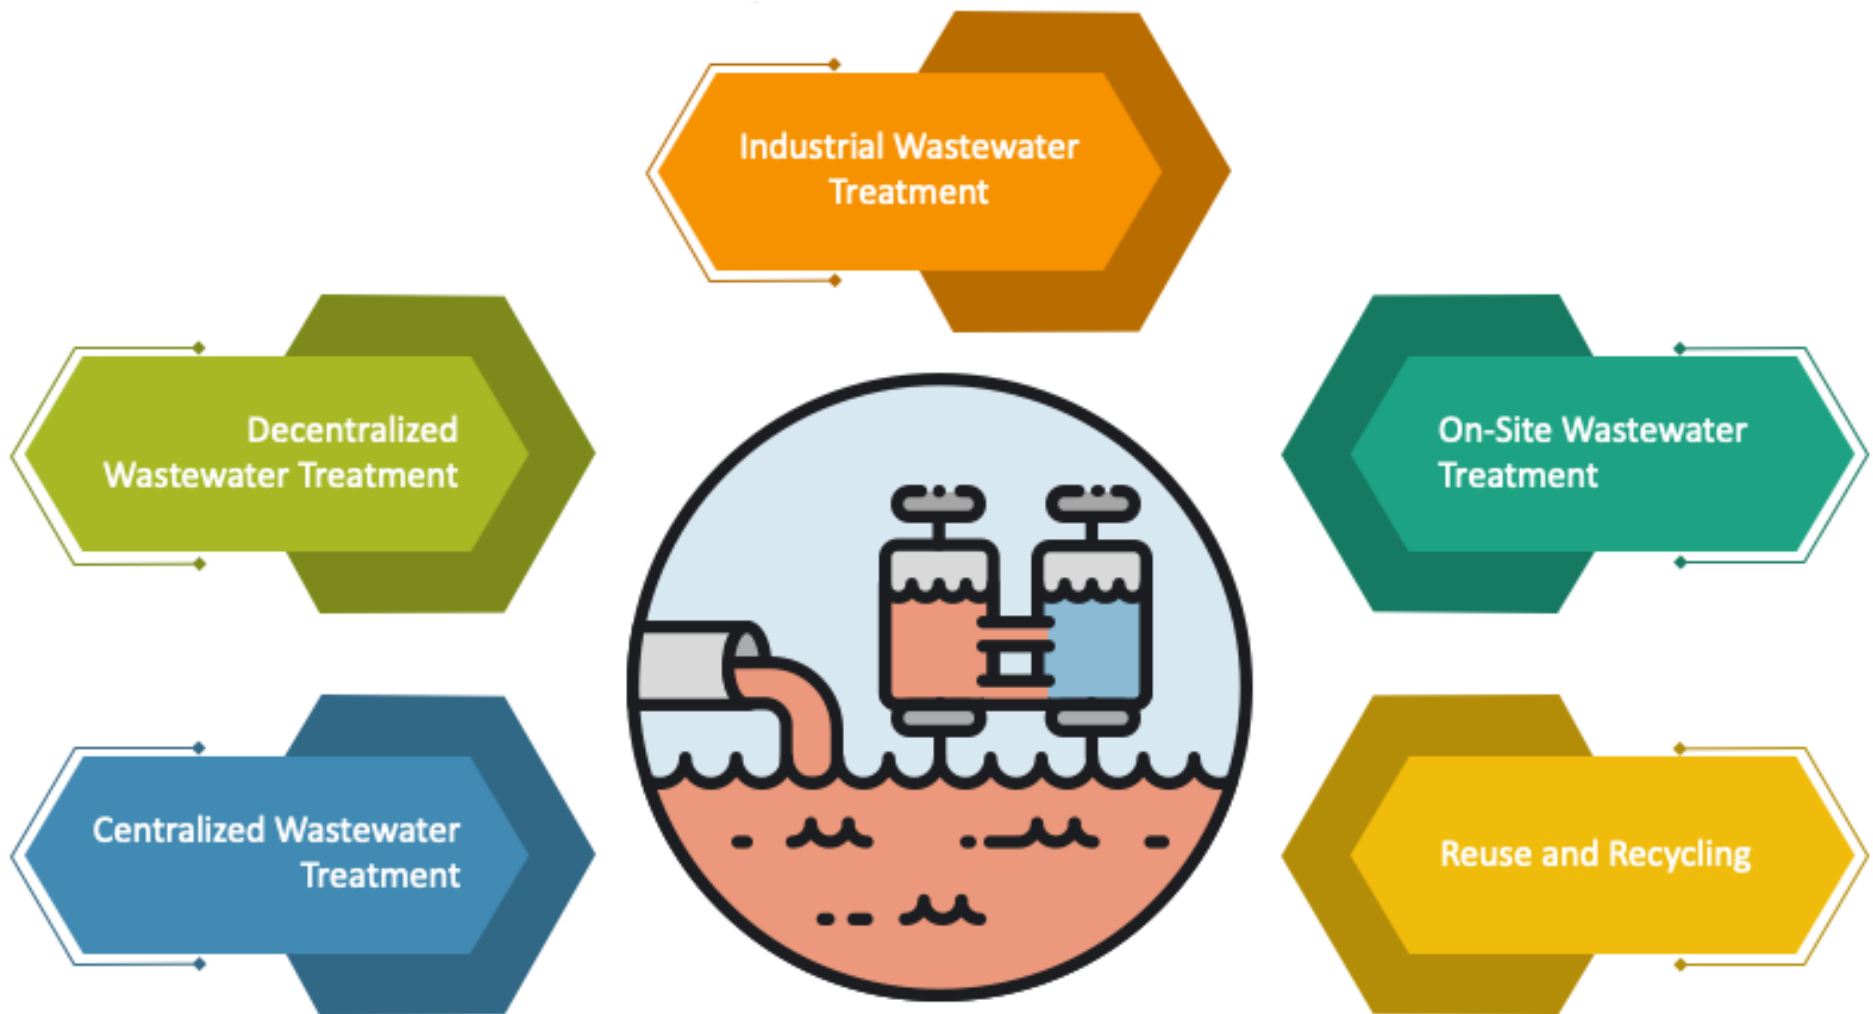 Industrial Wastewater
Treatment
Decentralized
Wastewater Treatment
On-Site Wastewater
Treatment
Centralized Wastewater
Treatment
Reuse and Recycling